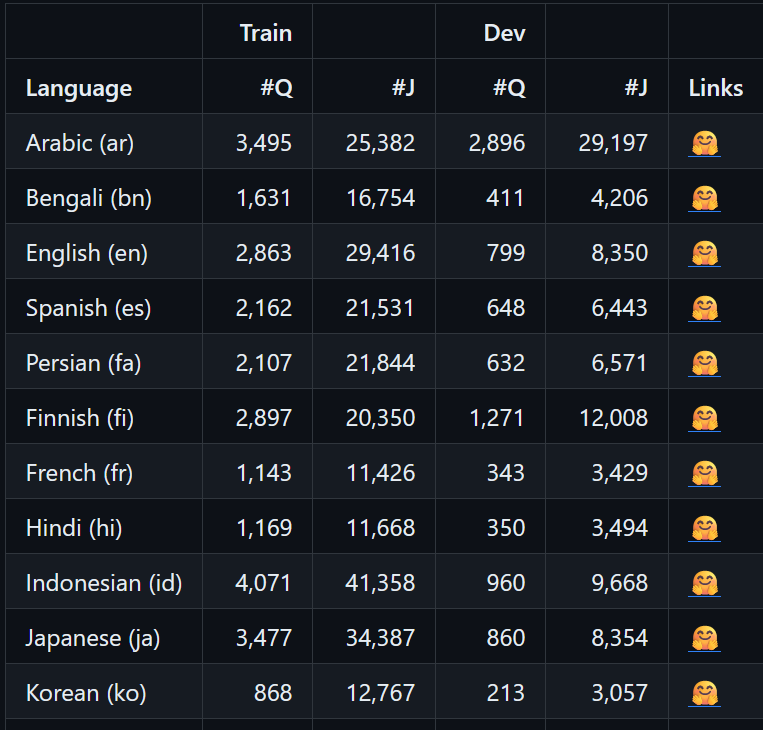 Train Dev
Language #Q #J #Q #J Links
Arabic (ar) 3,495 25,382 2,896 29,197 🤗
Bengali (bn) 1,631 16,754 411 4,206 🤗
English (en) 2,863 29,416 799 8,350 🤗
Spanish (es) 2,162 21,531 648 6,443 🤗
Persian (fa) 2,107 21,844 632 6,571 🤗
Finnish (fi) 2,897 20,350 1,271 12,008 🤗
French (fr) 1,143 11,426 343 3,429 🤗
Hindi (hi) 1,169 11,668 350 3,494 🤗
Indonesian (id) 4,071 41,358 960 9,668 🤗
Japanese (ja) 3,477 34,387 860 8,354 🤗
Korean (ko) 868 12,767 213 3,057 🤗